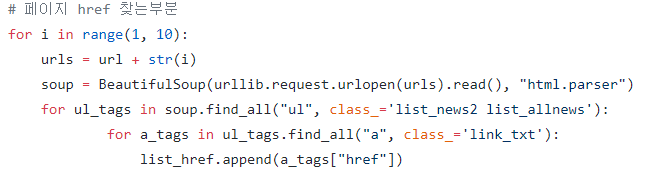 # 페이지 href 찾는부분
for i in range(1, 10):
    urls = url + str(i)
    soup = BeautifulSoup(urllib.request.urlopen(urls).read(), "html.parser")
    for ul_tags in soup.find_all("ul", class_='list_news2 list_allnews'):
            for a_tags in ul_tags.find_all("a", class_='link_txt'):
                list_href.append(a_tags["href"])